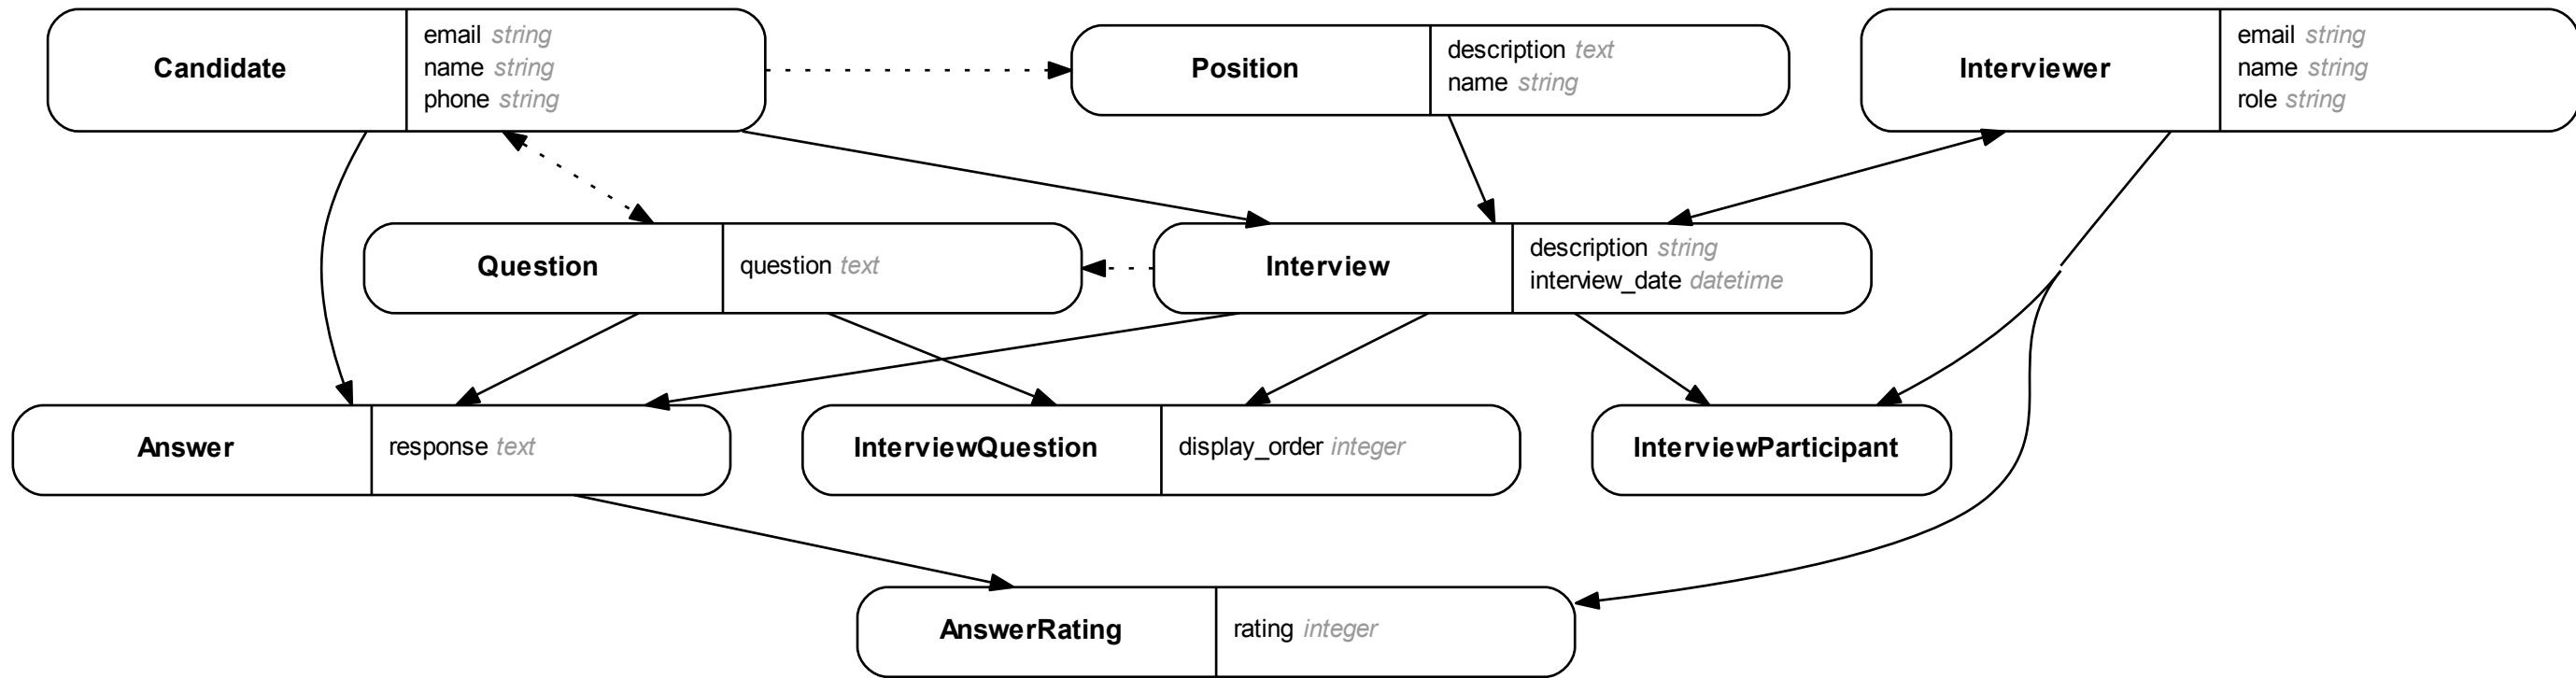 Candidate
email string
name string
phone string
Position
description text
name string
Interviewer
email string
name string
role string
Question
question text
Interview
description string
interview_date datetime
Answer
response text
InterviewQuestion
display_order integer
InterviewParticipant
AnswerRating
rating integer